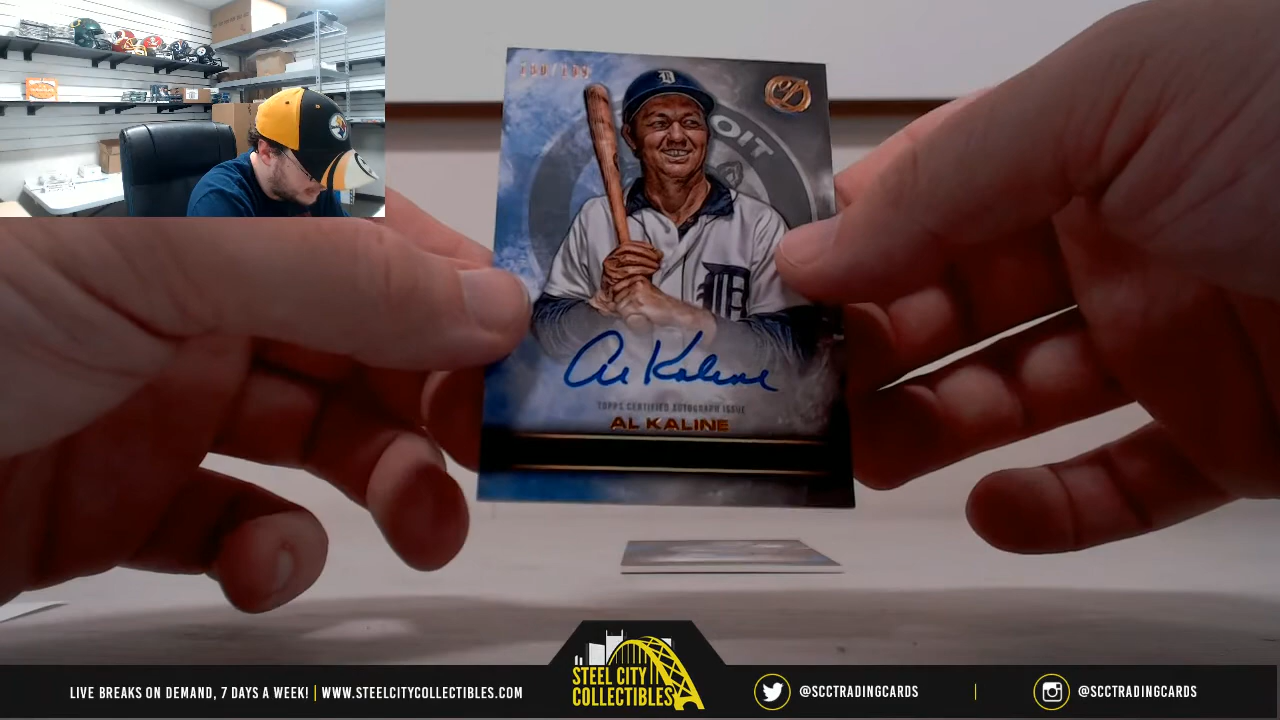 OIT
D
Al Kaline
TOPPS CERTIFIED AUTOGRAPH ISSUE
AL KALINE
STEEL CITY
COLLECTIBLES
LIVE BREAKS ON DEMAND, 7 DAYS A WEEK! | WWW.STEELCITYCOLLECTIBLES.COM
@SCCTRADINGCARDS | @SCCTRADINGCARDS